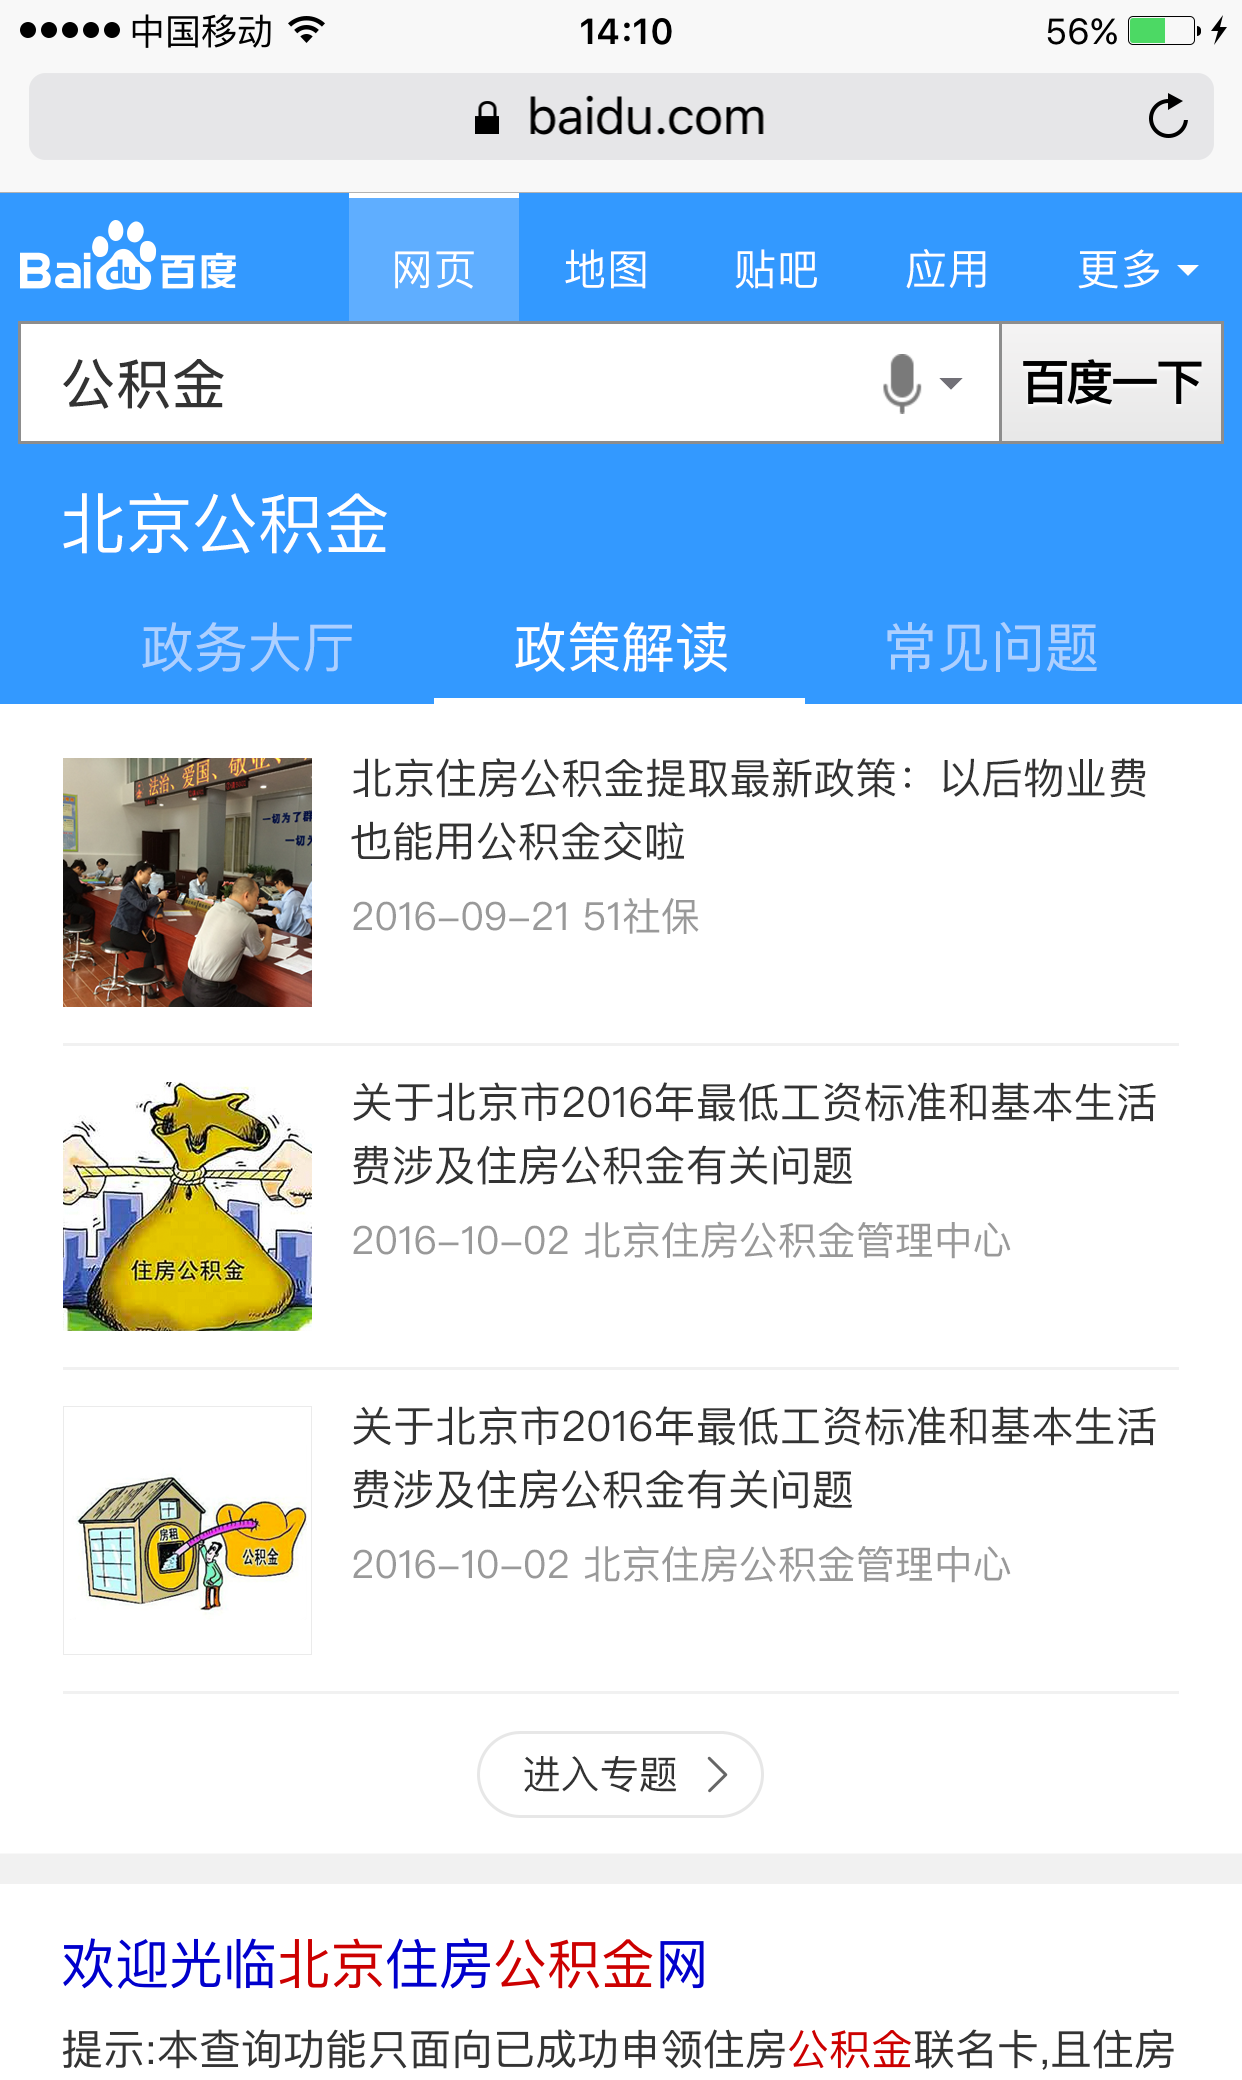 中国移动 14:10 56%
baidu.com
Bai du 百度 网页 地图 贴吧 应用 更多
公积金 百度一下
北京公积金
政务大厅 政策解读 常见问题
法治、爱国、敬业、
一切为了群
一切为
北京住房公积金提取最新政策：以后物业费
也能用公积金交啦
2016-09-21 51社保
关于北京市2016年最低工资标准和基本生活
费涉及住房公积金有关问题
2016-10-02 北京住房公积金管理中心
住房公积金
关于北京市2016年最低工资标准和基本生活
费涉及住房公积金有关问题
2016-10-02 北京住房公积金管理中心
房租
公积金
进入专题
欢迎光临北京住房公积金网
提示:本查询功能只面向已成功申领住房公积金联名卡,且住房